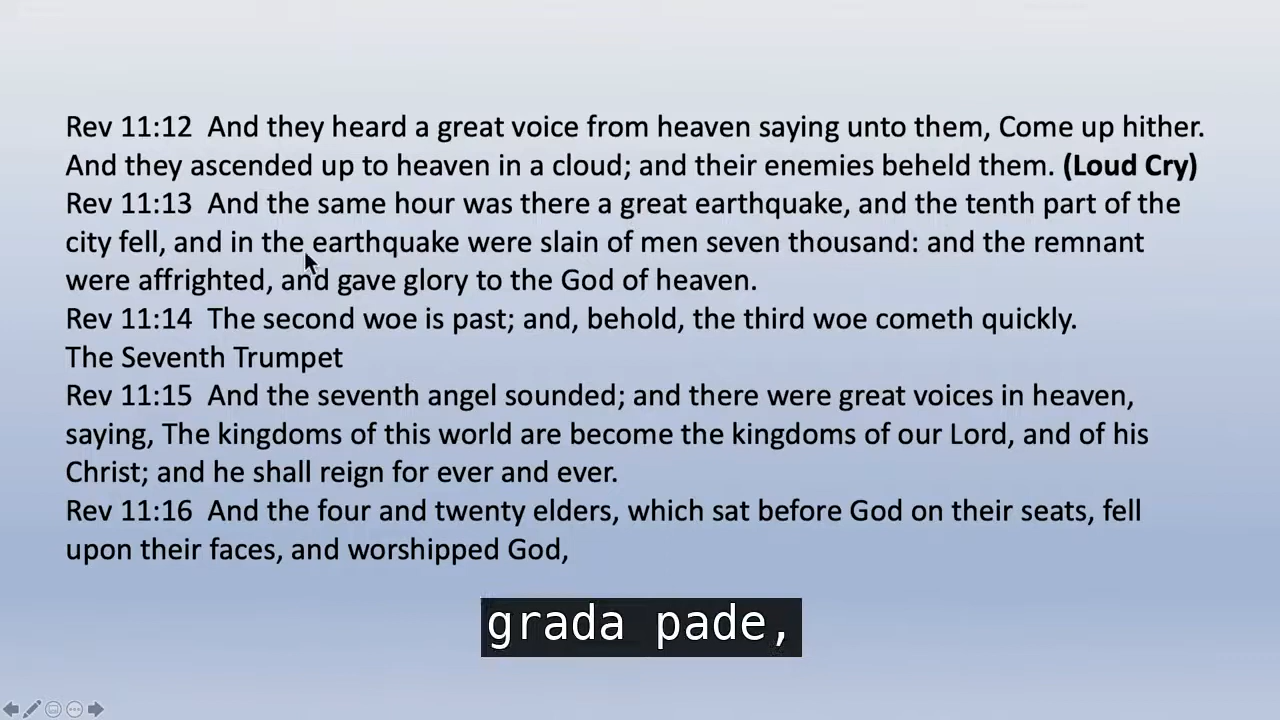 Rev 11:12  And they heard a great voice from heaven saying unto them, Come up hither.
And they ascended up to heaven in a cloud; and their enemies beheld them. (Loud Cry)
Rev 11:13  And the same hour was there a great earthquake, and the tenth part of the
city fell, and in the earthquake were slain of men seven thousand: and the remnant
were affrighted, and gave glory to the God of heaven.
Rev 11:14  The second woe is past; and, behold, the third woe cometh quickly.
The Seventh Trumpet
Rev 11:15  And the seventh angel sounded; and there were great voices in heaven,
saying, The kingdoms of this world are become the kingdoms of our Lord, and of his
Christ; and he shall reign for ever and ever.
Rev 11:16  And the four and twenty elders, which sat before God on their seats, fell
upon their faces, and worshipped God,
grada pade,